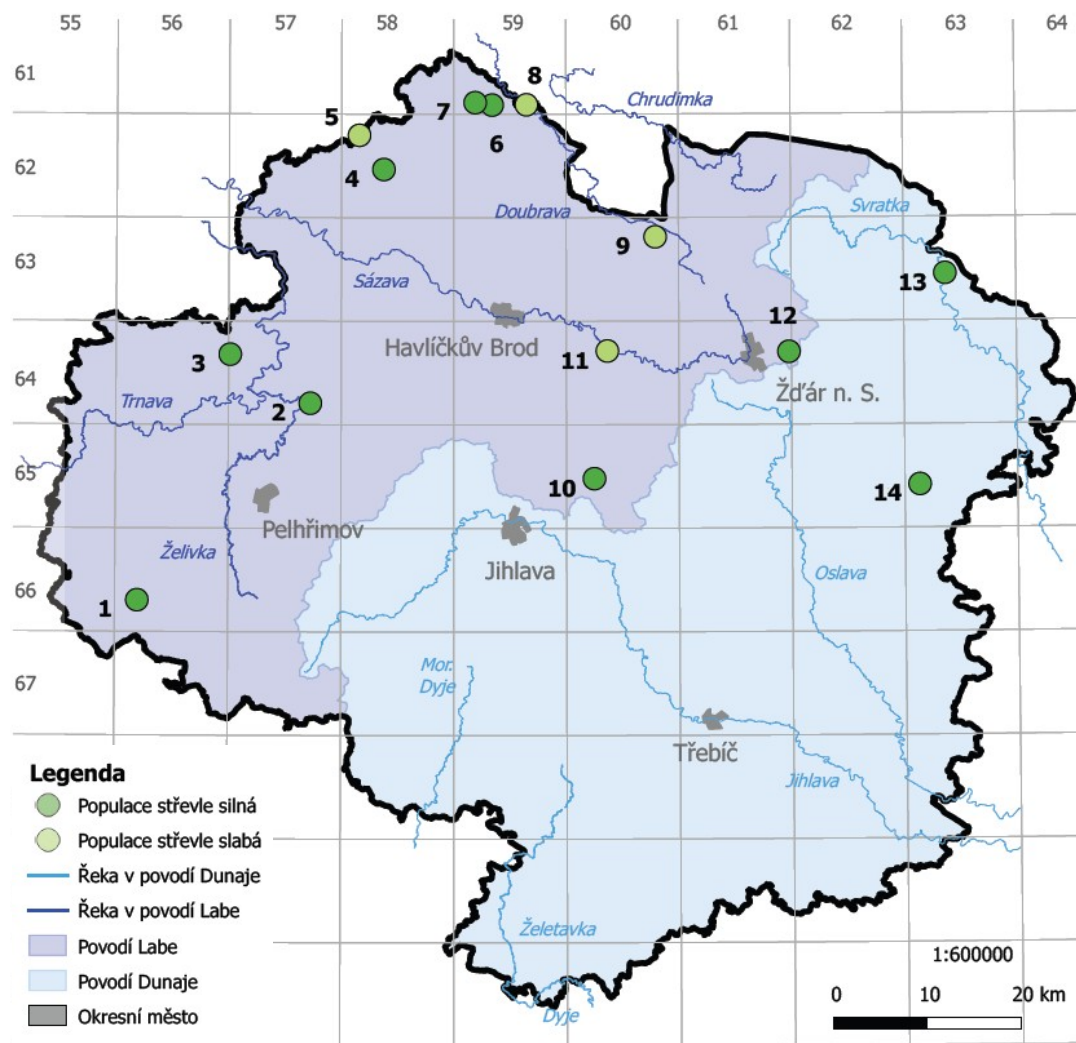 55 56 57 58 59 60 61 62 63 64
61
8
Chrudimka
7
5
6
62
4
Doubrava
Svratka
9
63
13
Sázava
12
Havlíčkův Brod
3
11
64
Žďár n. S.
Trnava
2
65
10
14
Pelhřimov
Želivka
Jihlava
Oslava
66
1
Mor.
Dyje
67
Třebíč
Jihlava
Legenda
Populace střevle silná
Populace střevle slabá
Řeka v povodí Dunaje
Řeka v povodí Labe
Želetavka
Povodí Labe
1:600000
Povodí Dunaje
0 10 20 km
Okresní město
Dyje